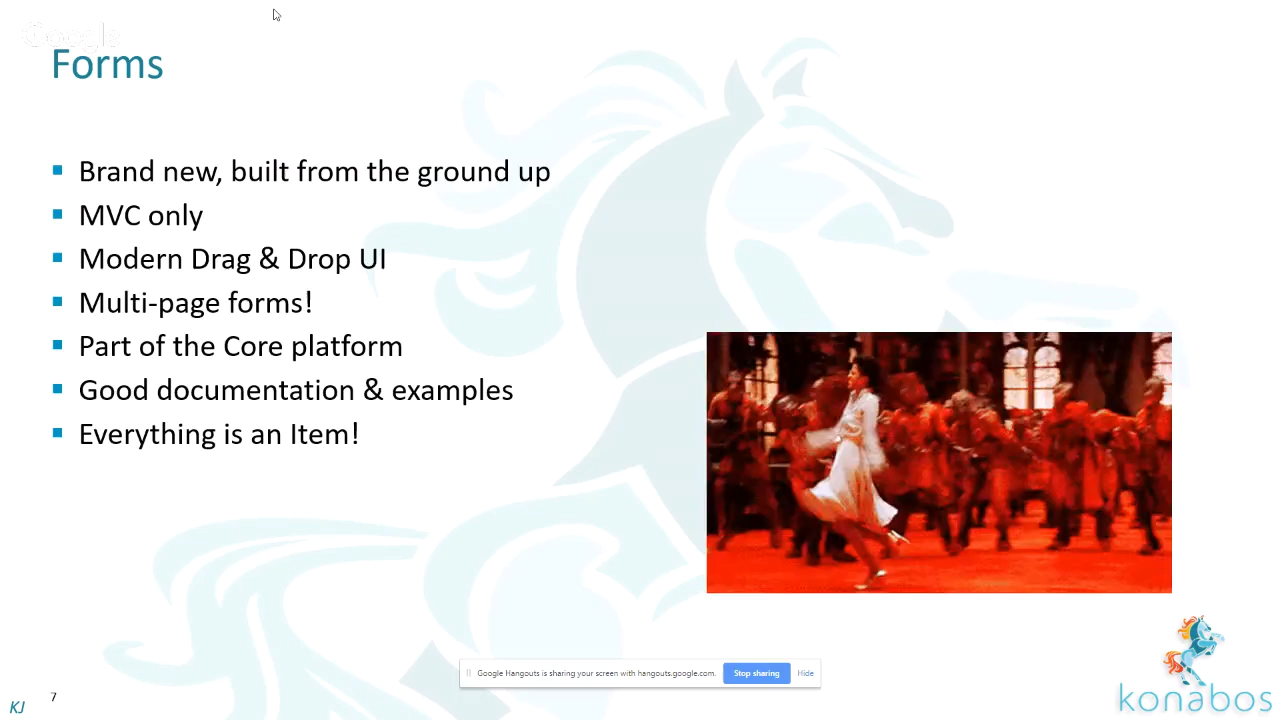 Google
Forms
Brand new, built from the ground up
MVC only
Modern Drag & Drop UI
Multi-page forms!
Part of the Core platform
Good documentation & examples
Everything is an Item!
Google Hangouts is sharing your screen with hangouts.google.com.
Stop sharing
Hide
KJ
7
konabos